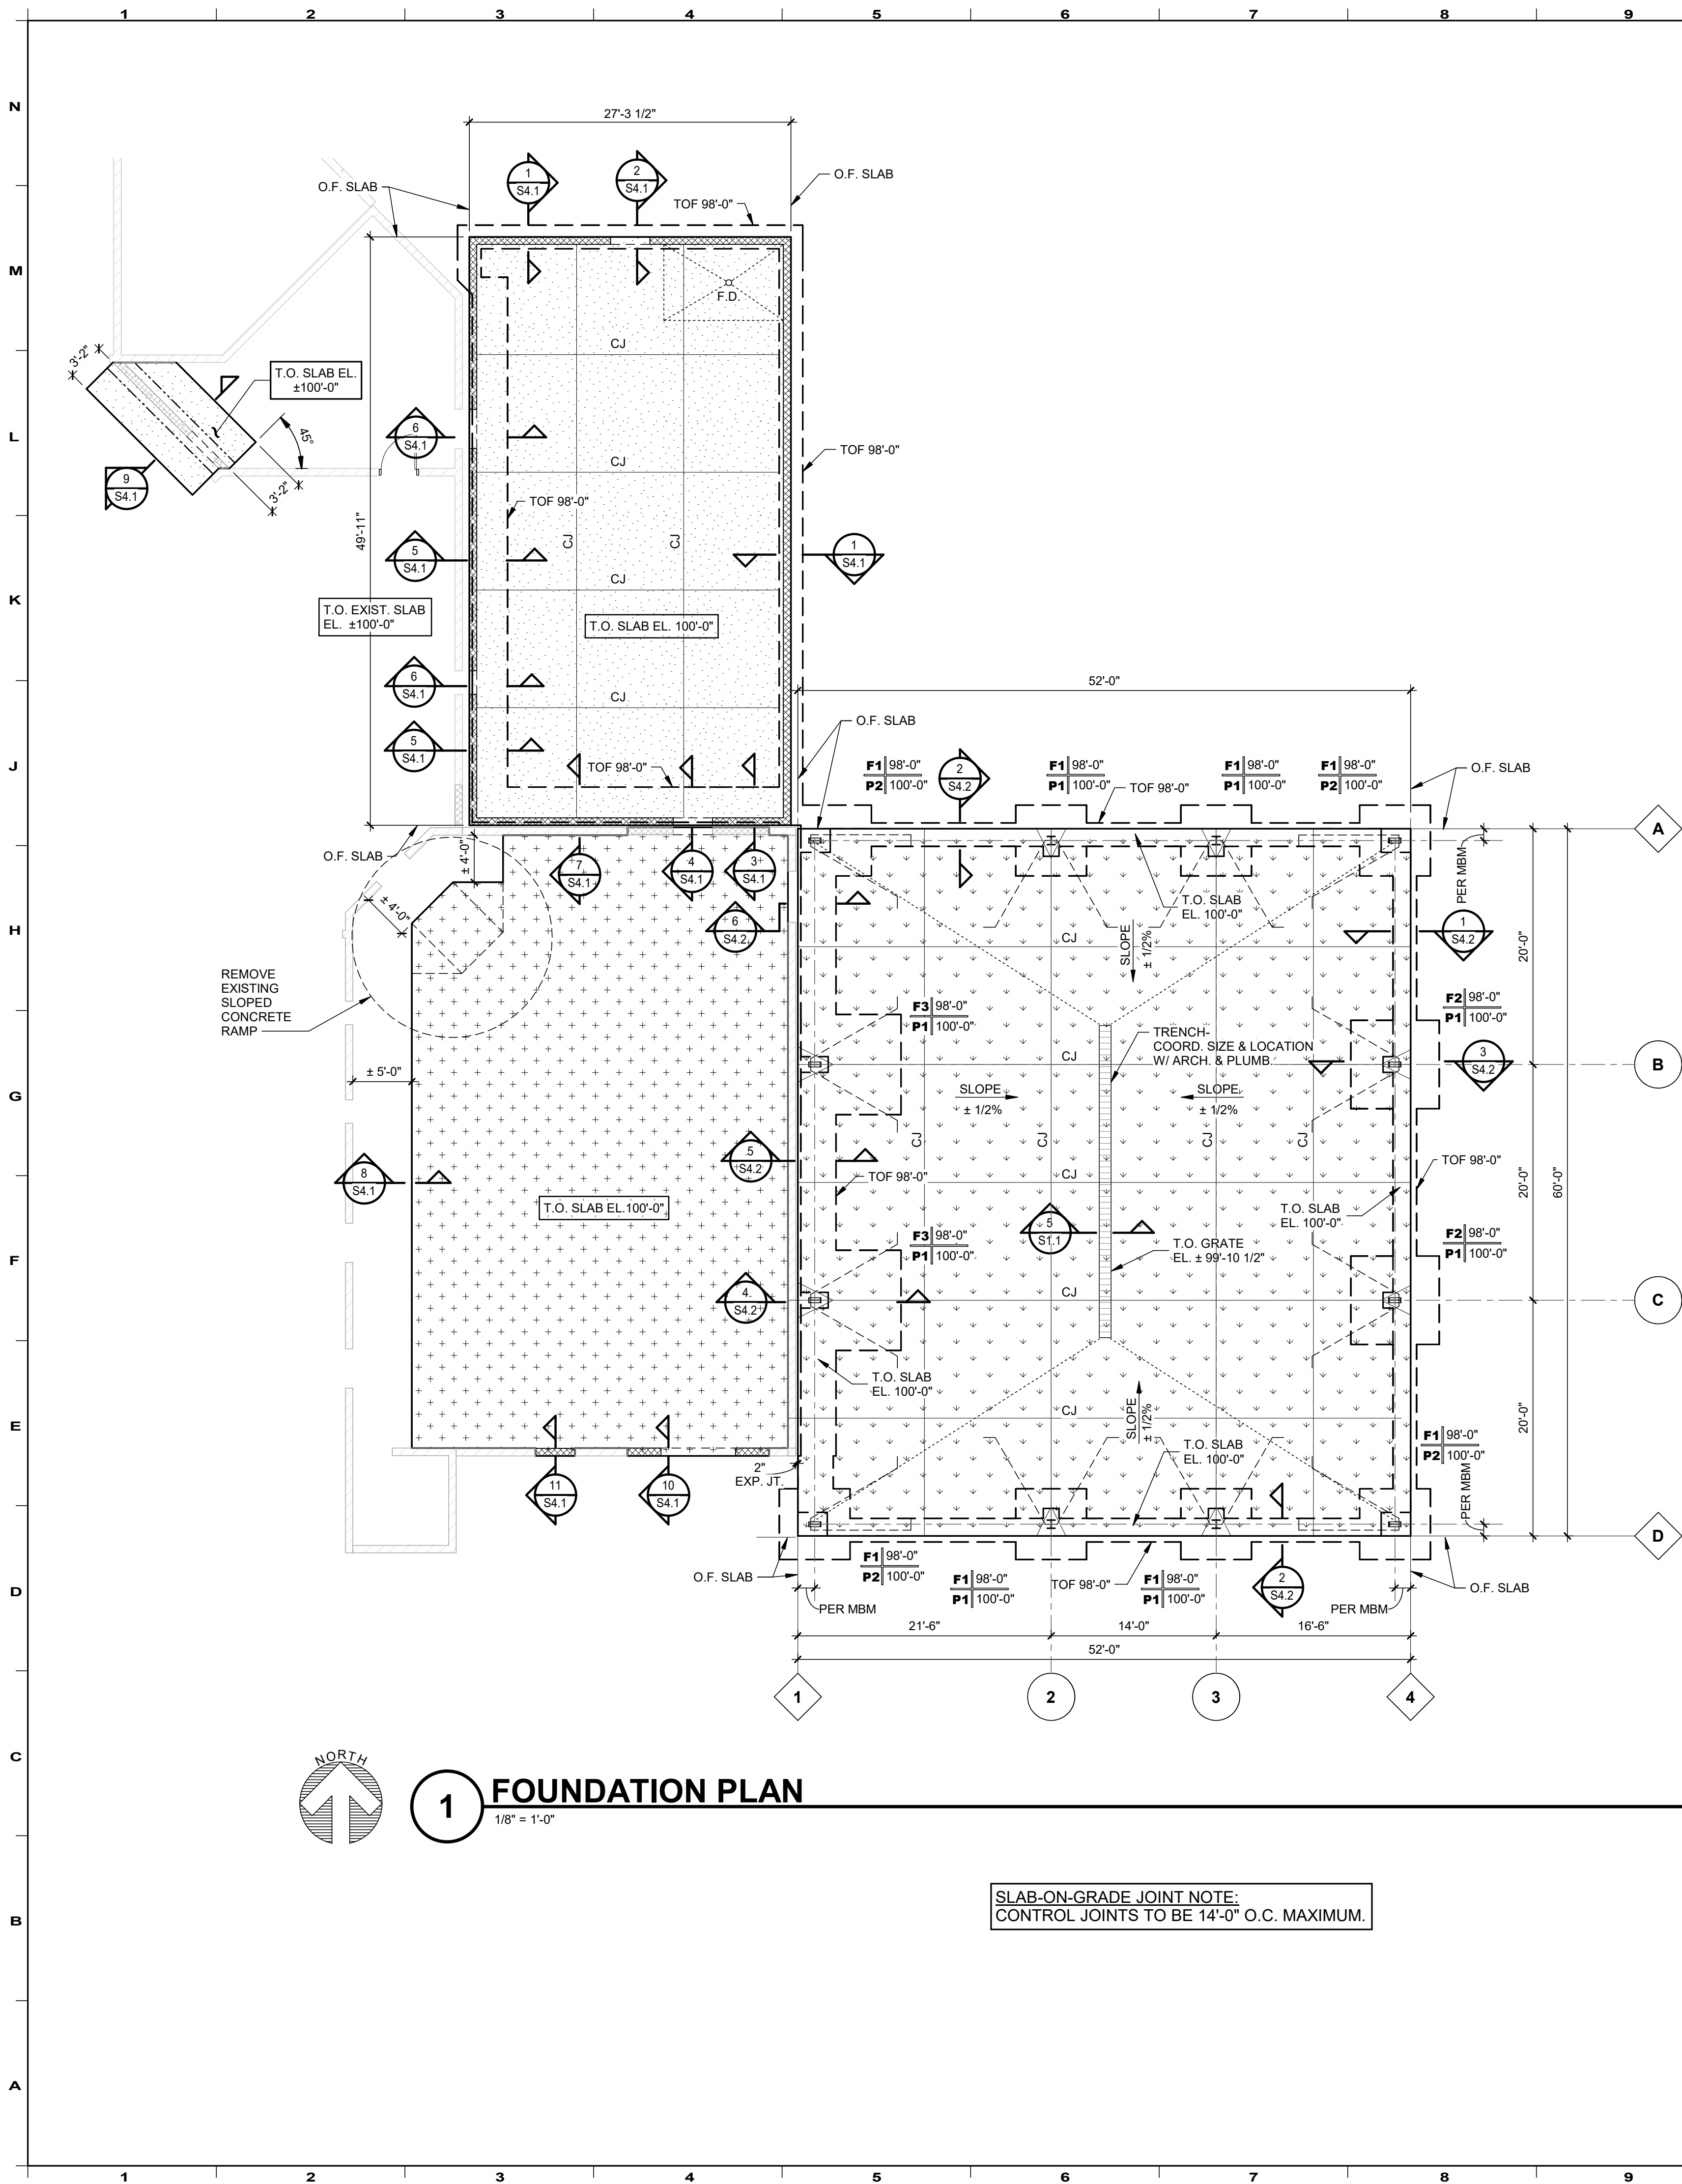 1 2 3 4 5 6 7 8 9
N
27'-3 1/2"
1
S4.1
2
S4.1
O.F. SLAB
O.F. SLAB
TOF 98'-0"
M
F.D.
CJ
3'-2"
T.O. SLAB EL.
±100'-0"
L
6
S4.1
45°
CJ
TOF 98'-0"
9
S4.1
3'-2"
TOF 98'-0"
49'-11"
CJ
CJ
5
S4.1
1
S4.1
K
CJ
T.O. EXIST. SLAB
EL. ±100'-0"
T.O. SLAB EL. 100'-0"
6
S4.1
CJ
52'-0"
5
S4.1
O.F. SLAB
J
TOF 98'-0"
F1 98'-0"
P2 100'-0"
2
S4.2
F1 98'-0"
P1 100'-0"
TOF 98'-0"
F1 98'-0"
P1 100'-0"
F1 98'-0"
P2 100'-0"
O.F. SLAB
A
O.F. SLAB
± 4'-0"
7
S4.1
4
S4.1
3
S4.1
PER MBM
± 4'-0"
T.O. SLAB
EL. 100'-0"
H
6
S4.2
CJ
SLOPE
± 1/2%
1
S4.2
20'-0"
REMOVE
EXISTING
SLOPED
CONCRETE
RAMP
F3 98'-0"
P1 100'-0"
F2 98'-0"
P1 100'-0"
TRENCH-
COORD. SIZE & LOCATION
W/ ARCH. & PLUMB.
CJ
3
S4.2
B
± 5'-0"
G
SLOPE
± 1/2%
SLOPE
± 1/2%
CJ
CJ
CJ
CJ
5
S4.2
8
S4.1
TOF 98'-0"
CJ
TOF 98'-0"
20'-0"
60'-0"
T.O. SLAB EL.100'-0"
T.O. SLAB
EL. 100'-0"
F3 98'-0"
P1 100'-0"
5
S1.1
T.O. GRATE
EL. ± 99'-10 1/2"
F2 98'-0"
P1 100'-0"
F
4
S4.2
CJ
C
T.O. SLAB
EL. 100'-0"
E
CJ
SLOPE
± 1/2%
T.O. SLAB
EL. 100'-0"
F1 98'-0"
P2 100'-0"
20'-0"
2"
EXP. JT.
11
S4.1
10
S4.1
PER MBM
D
F1 98'-0"
P2 100'-0"
O.F. SLAB
F1 98'-0"
P1 100'-0"
TOF 98'-0"
F1 98'-0"
P1 100'-0"
2
S4.2
O.F. SLAB
D
PER MBM
PER MBM
21'-6"
14'-0"
16'-6"
52'-0"
1 2 3 4
C
NORTH
1
FOUNDATION PLAN
1/8" = 1'-0"
SLAB-ON-GRADE JOINT NOTE:
CONTROL JOINTS TO BE 14'-0" O.C. MAXIMUM.
B
A
1 2 3 4 5 6 7 8 9